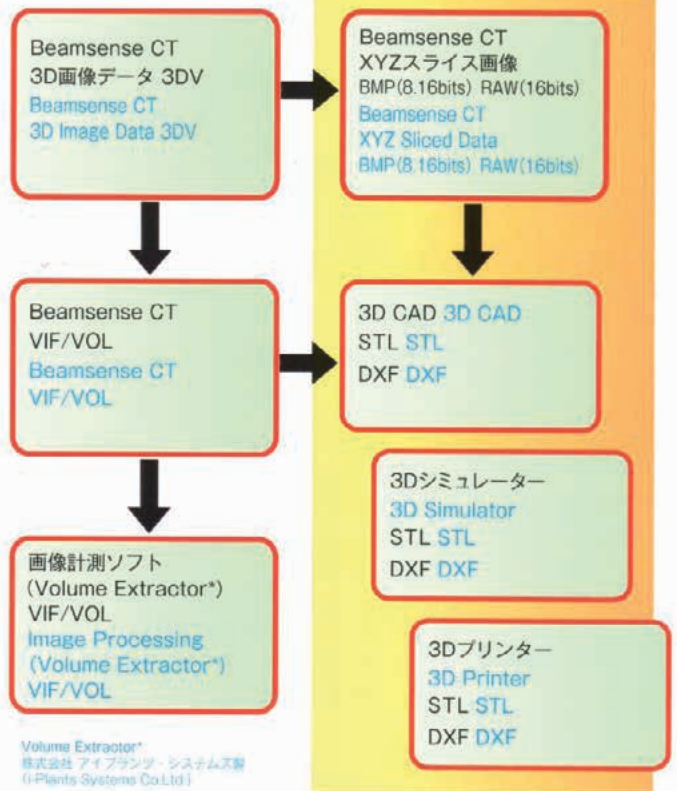 Beamsense CT
3D画像データ 3DV
Beamsense CT
3D Image Data 3DV
Beamsense CT
XYZスライス画像
BMP(8.16bits) RAW(16bits)
Beamsense CT
XYZ Sliced Data
BMP(8.16bits) RAW(16bits)
Beamsense CT
VIF/VOL
Beamsense CT
VIF/VOL
3D CAD 3D CAD
STL STL
DXF DXF
3Dシミュレーター
3D Simulator
STL STL
DXF DXF
画像計測ソフト
(Volume Extractor*)
VIF/VOL
Image Processing
(Volume Extractor*)
VIF/VOL
3Dプリンター
3D Printer
STL STL
DXF DXF
Volume Extractor*
株式会社 アイプランツ・システムズ製
(i-Plants Systems Co.Ltd.)